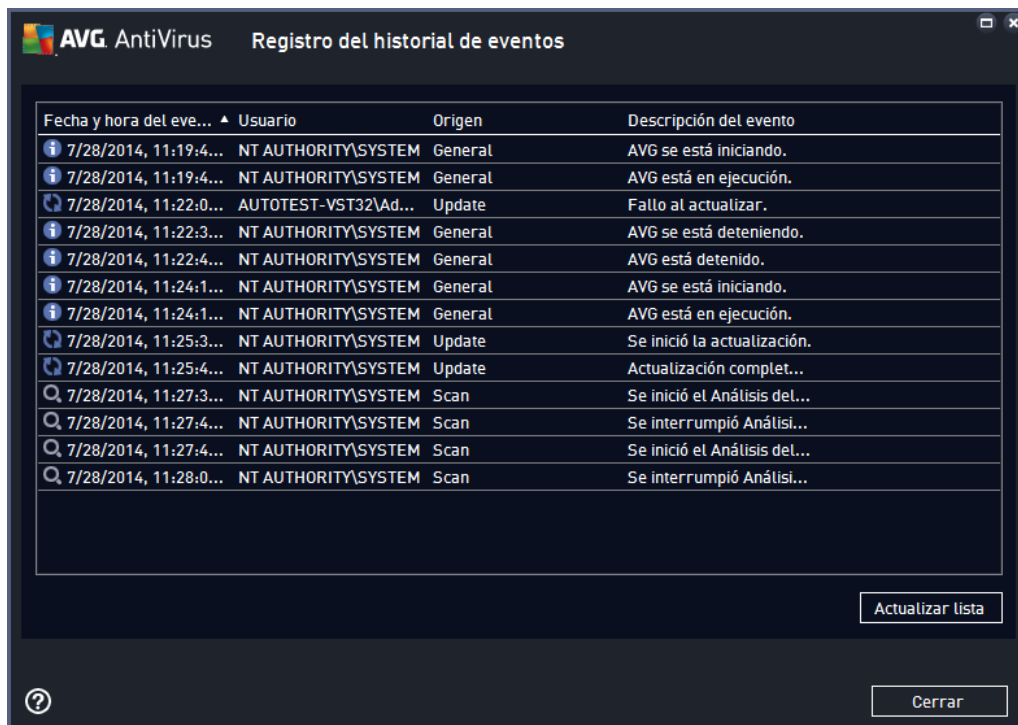 AVG AntiVirus Registro del historial de eventos
Fecha y hora del eve... Usuario Origen Descripción del evento
7/28/2014, 11:19:4... NT AUTHORITY\SYSTEM General AVG se está iniciando.
7/28/2014, 11:19:4... NT AUTHORITY\SYSTEM General AVG está en ejecución.
7/28/2014, 11:22:0... AUTOTEST-VST32\Ad... Update Fallo al actualizar.
7/28/2014, 11:22:3... NT AUTHORITY\SYSTEM General AVG se está deteniendo.
7/28/2014, 11:22:4... NT AUTHORITY\SYSTEM General AVG está detenido.
7/28/2014, 11:24:1... NT AUTHORITY\SYSTEM General AVG se está iniciando.
7/28/2014, 11:24:1... NT AUTHORITY\SYSTEM General AVG está en ejecución.
7/28/2014, 11:25:3... NT AUTHORITY\SYSTEM Update Se inició la actualización.
7/28/2014, 11:25:4... NT AUTHORITY\SYSTEM Update Actualización complet...
7/28/2014, 11:27:3... NT AUTHORITY\SYSTEM Scan Se inició el Análisis del...
7/28/2014, 11:27:4... NT AUTHORITY\SYSTEM Scan Se interrumpió Análisi...
7/28/2014, 11:27:4... NT AUTHORITY\SYSTEM Scan Se inició el Análisis del...
7/28/2014, 11:28:0... NT AUTHORITY\SYSTEM Scan Se interrumpió Análisi...
Actualizar lista
Cerrar